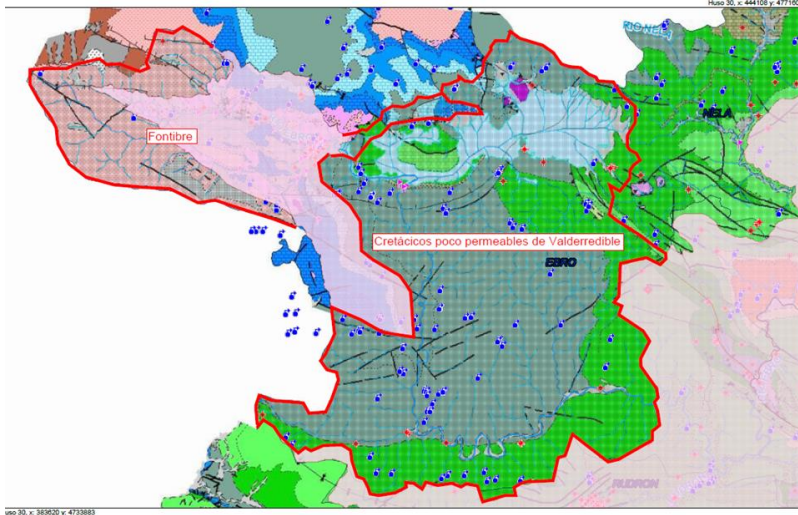 Huso 30, x: 444108 y: 477160
RIO NELA
NELA
Fontibre
Cretácicos poco permeables de Valderredible
EBRO
RUDRON
uso 30, x: 383620 y: 4733883